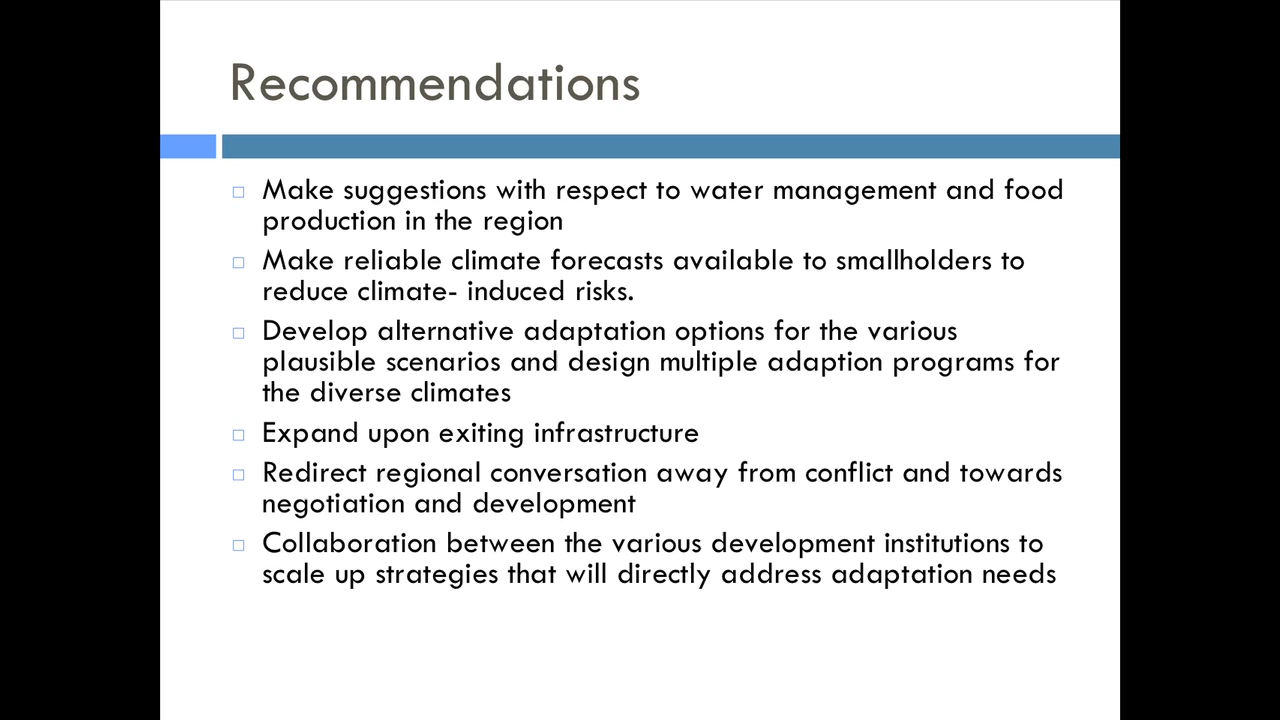 Recommendations
Make suggestions with respect to water management and food
production in the region
Make reliable climate forecasts available to smallholders to
reduce climate- induced risks.
Develop alternative adaptation options for the various
plausible scenarios and design multiple adaption programs for
the diverse climates
Expand upon exiting infrastructure
Redirect regional conversation away from conflict and towards
negotiation and development
Collaboration between the various development institutions to
scale up strategies that will directly address adaptation needs